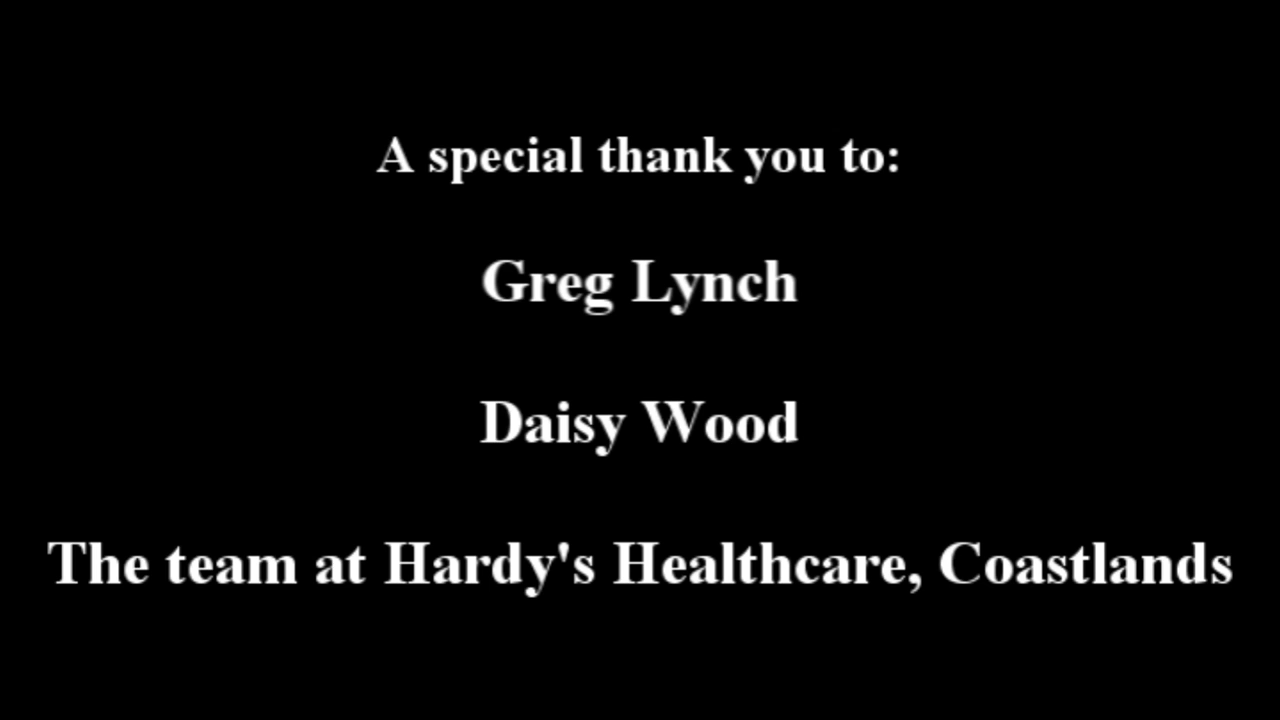 A special thank you to:
Greg Lynch
Daisy Wood
The team at Hardy's Healthcare, Coastlands